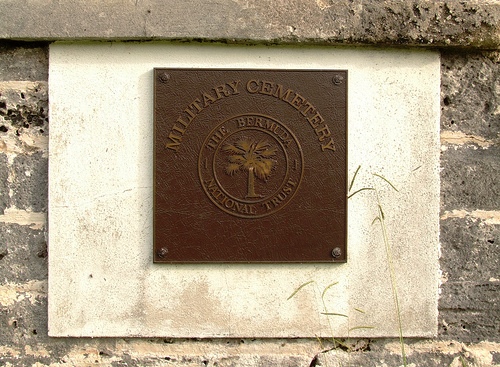 MILITARY CEMETERY
THE BERMUDA
NATIONAL TRUST